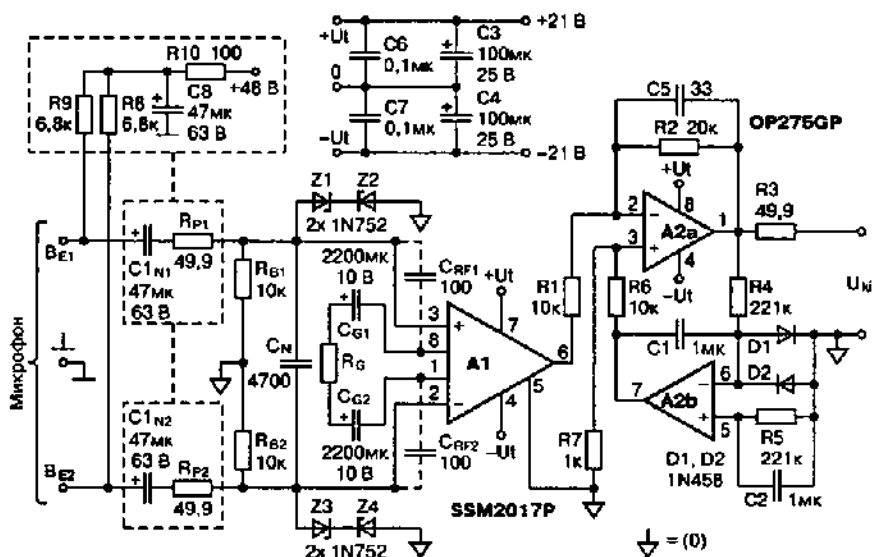 R10 100
+48 В
R9
6,8к
R8
6,8к
C8
47мк
63 В
+Ut
0
−Ut
C6
0,1мк
C7
0,1мк
C3
100мк
25 В
C4
100мк
25 В
+21 В
−21 В
C5 33
R2 20к
OP275GP
+Ut
2
3
8
1
4
A2a
−Ut
R3
49,9
Uki
Микрофон
BE1
BE2
C1N1
47мк
63 В
RP1
49,9
C1N2
47мк
63 В
RP2
49,9
RB1
10к
RB2
10к
Z1 Z2
2x 1N752
Z3 Z4
2x 1N752
CN
4700
2200мк
10 В
CG1
RG
CG2
2200мк
10 В
CRF1
100
CRF2
100
+Ut
3
8
1
2
7
6
5
4
A1
−Ut
SSM2017P
R1
10к
R6
10к
R7
1к
C1 1мк
R4
221к
D1
D2
7
6
5
A2b
R5
221к
C2 1мк
D1, D2
1N458
= (0)